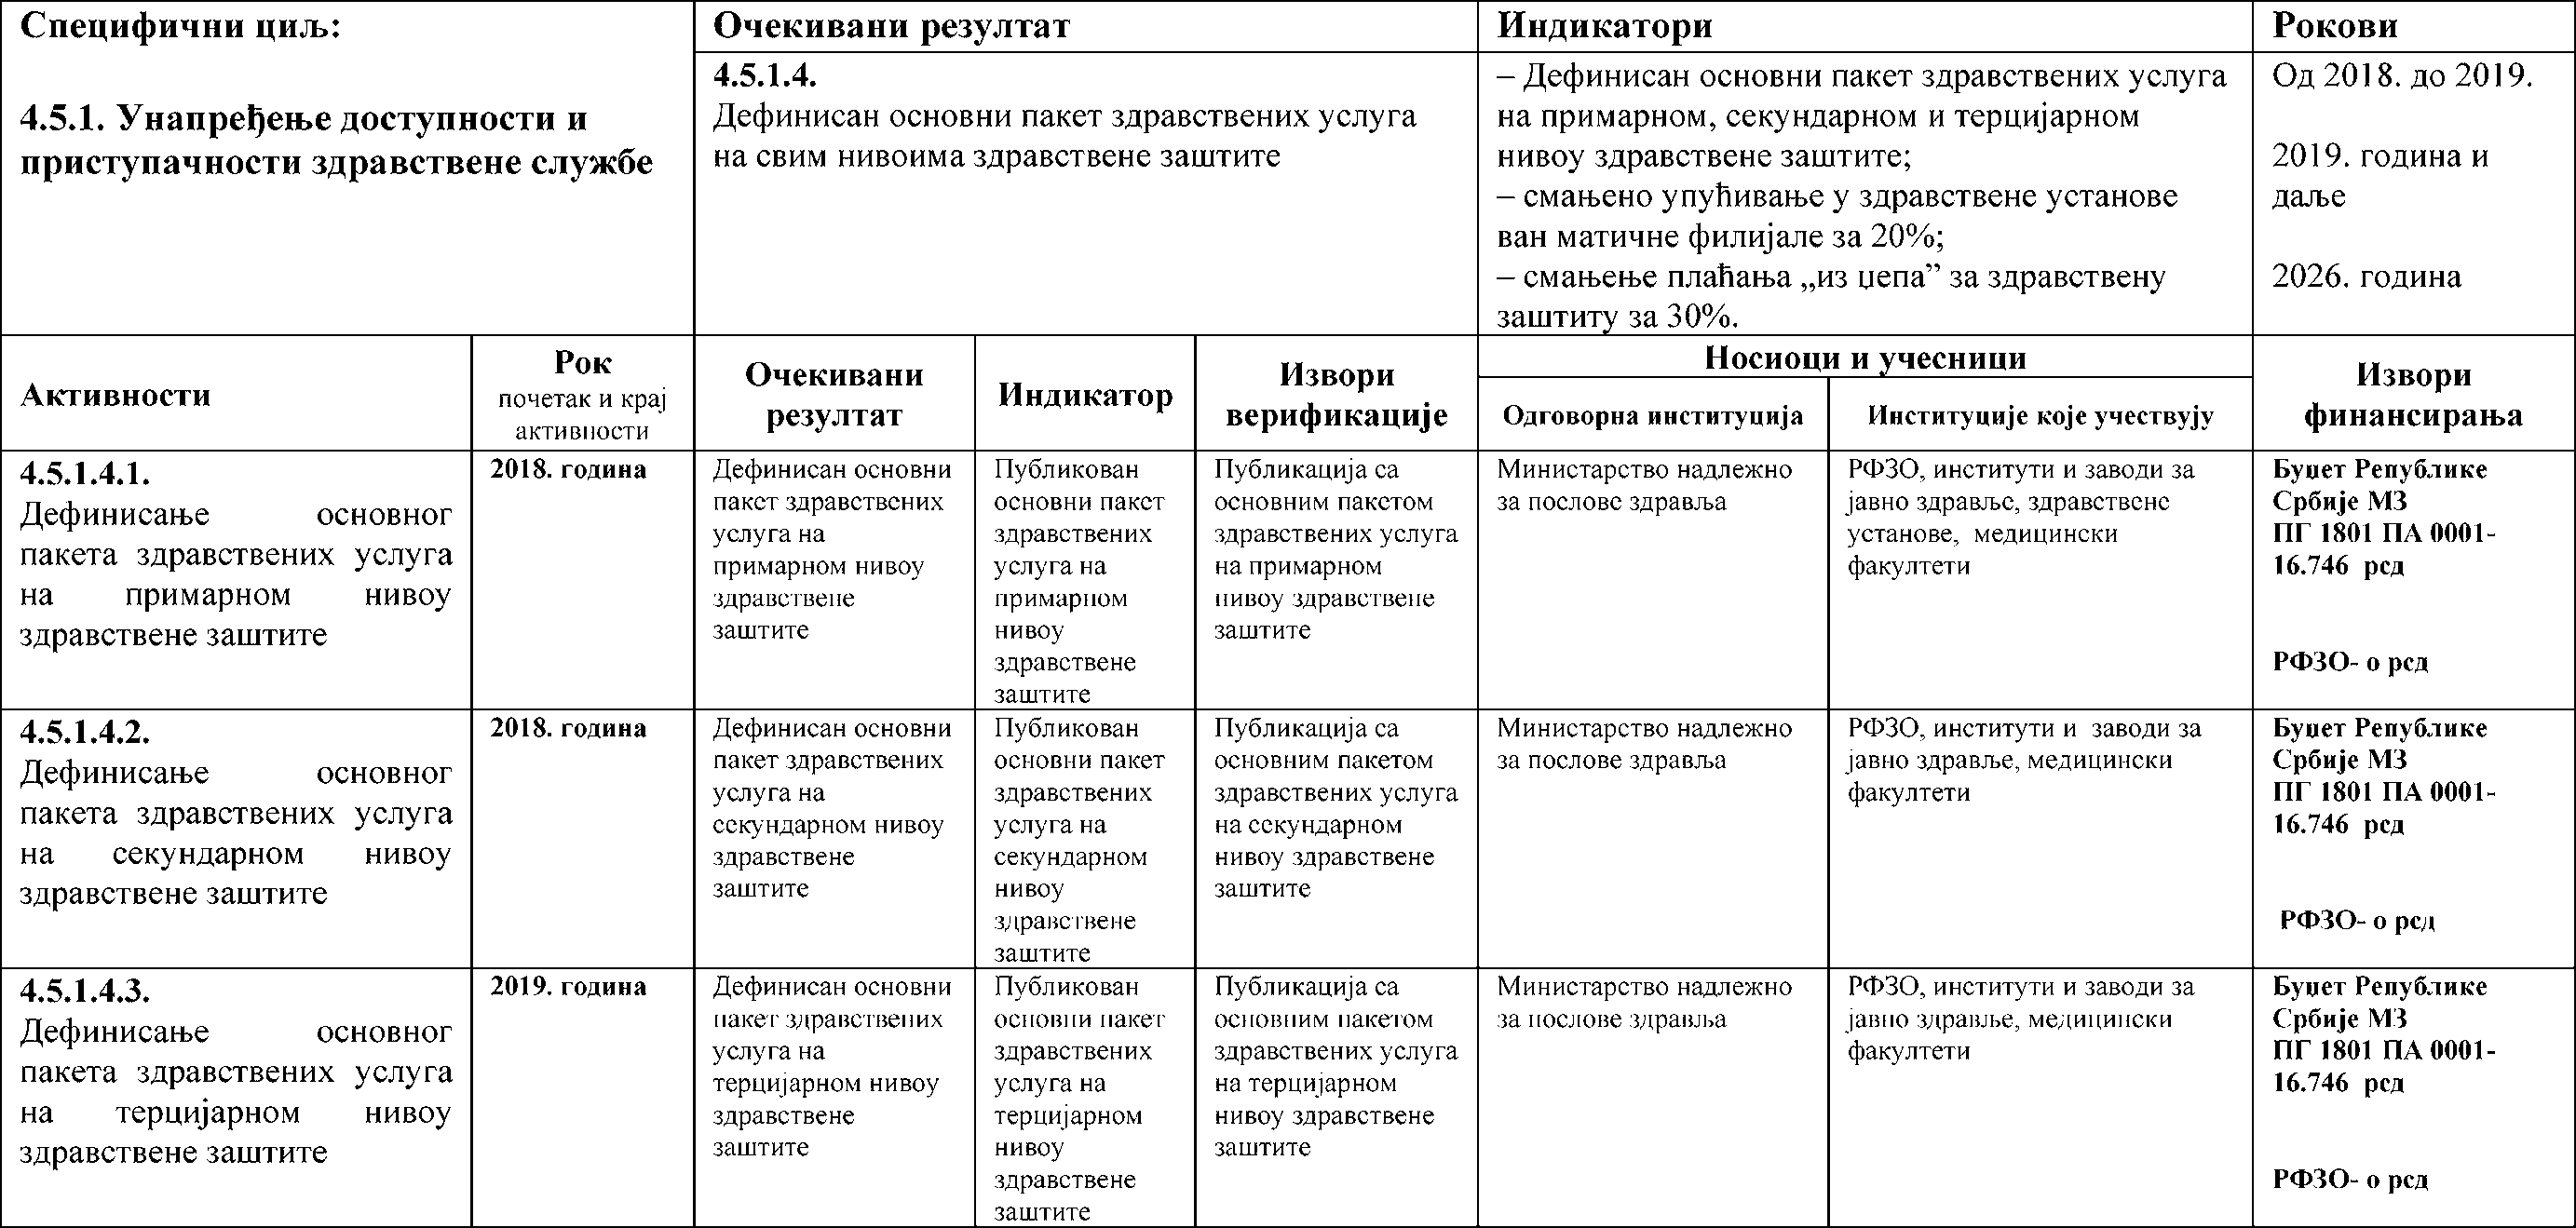 Специфични циљ:
4.5.1. Унапређење доступности и
приступачности здравствене службе
Очекивани резултат
4.5.1.4.
Дефинисан основни пакет здравствених услуга
на свим нивоима здравствене заштите
Индикатори
– Дефинисан основни пакет здравствених услуга
на примарном, секундарном и терцијарном
нивоу здравствене заштите;
– смањено упућивање у здравствене установе
ван матичне филијале за 20%;
– смањење плаћања „из џепа” за здравствену
заштиту за 30%.
Рокови
Од 2018. до 2019.
2019. година и
даље
2026. година
Активности
Рок
почетак и крај
активности
Очекивани
резултат
Индикатор
Извори
верификације
Носиоци и учесници
Одговорна институција
Институције које учествују
Извори
финансирања
4.5.1.4.1.
Дефинисање основног
пакета здравствених услуга
на примарном нивоу
здравствене заштите
2018. година
Дефинисан основни
пакет здравствених
услуга на
примарном нивоу
здравствене
заштите
Публикован
основни пакет
здравствених
услуга на
примарном
нивоу
здравствене
заштите
Публикација са
основним пакетом
здравствених услуга
на примарном
нивоу здравствене
заштите
Министарство надлежно
за послове здравља
РФЗО, институти и заводи за
јавно здравље, здравствене
установе, медицински
факултети
Буџет Републике
Србије МЗ
ПГ 1801 ПА 0001-
16.746 рсд
РФЗО- о рсд
4.5.1.4.2.
Дефинисање основног
пакета здравствених услуга
на секундарном нивоу
здравствене заштите
2018. година
Дефинисан основни
пакет здравствених
услуга на
секундарном нивоу
здравствене
заштите
Публикован
основни пакет
здравствених
услуга на
секундарном
нивоу
здравствене
заштите
Публикација са
основним пакетом
здравствених услуга
на секундарном
нивоу здравствене
заштите
Министарство надлежно
за послове здравља
РФЗО, институти и заводи за
јавно здравље, медицински
факултети
Буџет Републике
Србије МЗ
ПГ 1801 ПА 0001-
16.746 рсд
РФЗО- о рсд
4.5.1.4.3.
Дефинисање основног
пакета здравствених услуга
на терцијарном нивоу
здравствене заштите
2019. година
Дефинисан основни
пакет здравствених
услуга на
терцијарном нивоу
здравствене
заштите
Публикован
основни пакет
здравствених
услуга на
терцијарном
нивоу
здравствене
заштите
Публикација са
основним пакетом
здравствених услуга
на терцијарном
нивоу здравствене
заштите
Министарство надлежно
за послове здравља
РФЗО, институти и заводи за
јавно здравље, медицински
факултети
Буџет Републике
Србије МЗ
ПГ 1801 ПА 0001-
16.746 рсд
РФЗО- о рсд